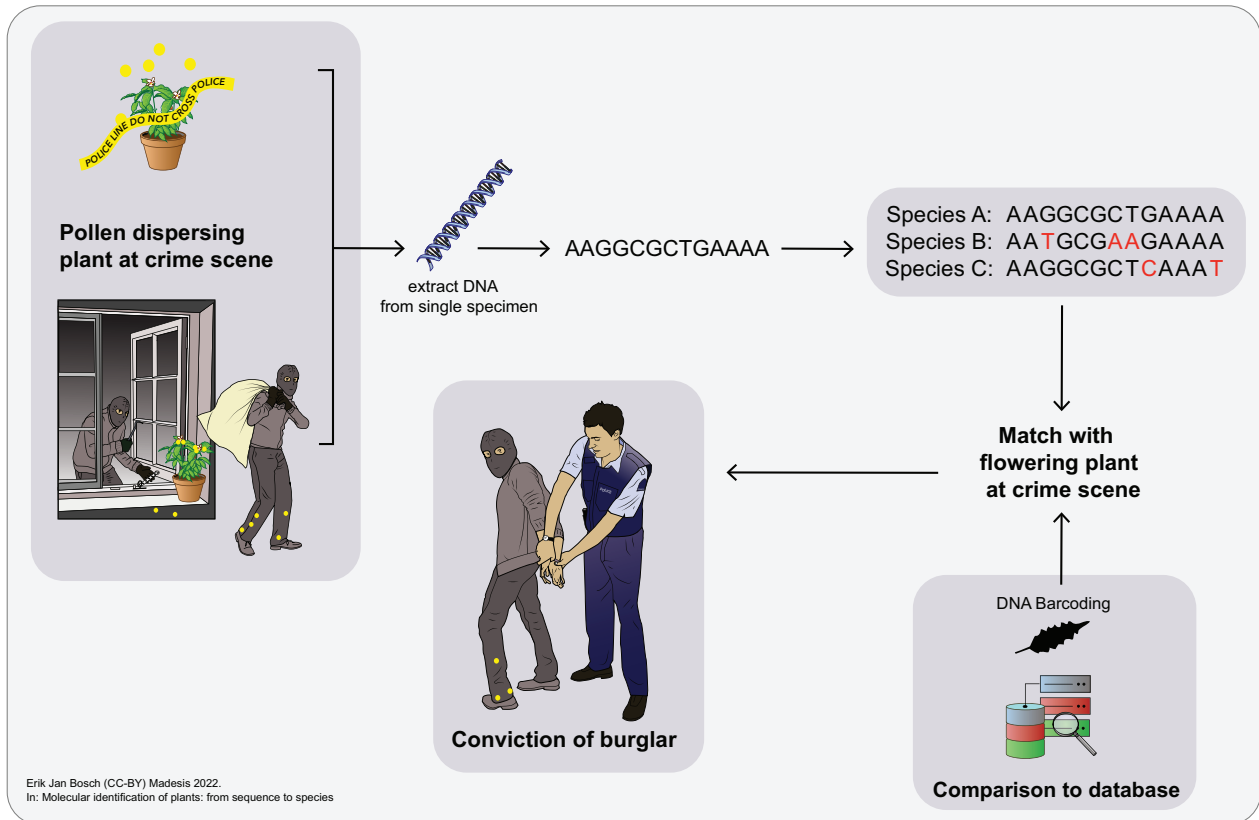 POLICE LINE DO NOT CROSS POLICE
Pollen dispersing
plant at crime scene
extract DNA
from single specimen
AAGGCGCTGAAAA
Species A: AAGGCGCTGAAAA
Species B: AATGCGAAGAAAA
Species C: AAGGCGCTCAAAT
Match with
flowering plant
at crime scene
POLICE
Conviction of burglar
DNA Barcoding
Comparison to database
Erik Jan Bosch (CC-BY) Madesis 2022.
In: Molecular identification of plants: from sequence to species